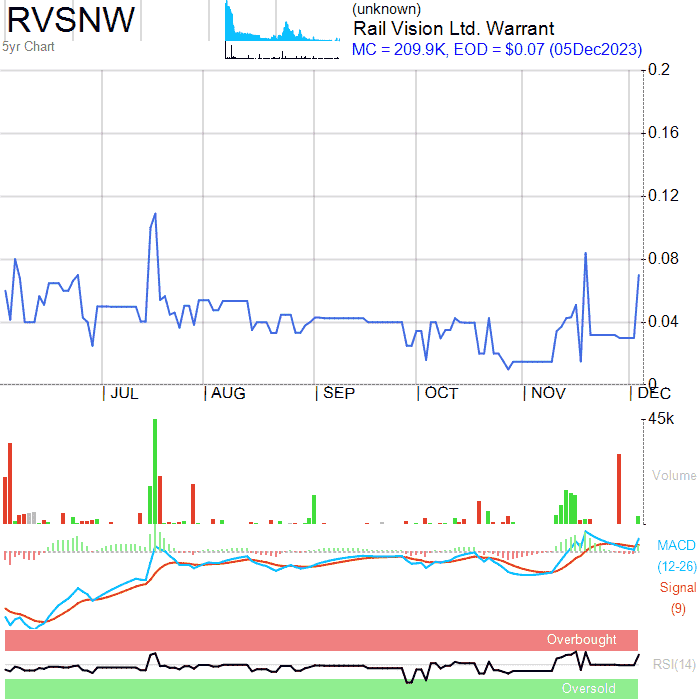 RVSNW
5yr Chart
(unknown)
Rail Vision Ltd. Warrant
MC = 209.9K, EOD = $0.07 (05Dec2023)
0.2
0.16
0.12
0.08
0.04
0
JUL AUG SEP OCT NOV DEC
45k
Volume
MACD
(12-26)
Signal
(9)
Overbought
RSI(14)
Oversold